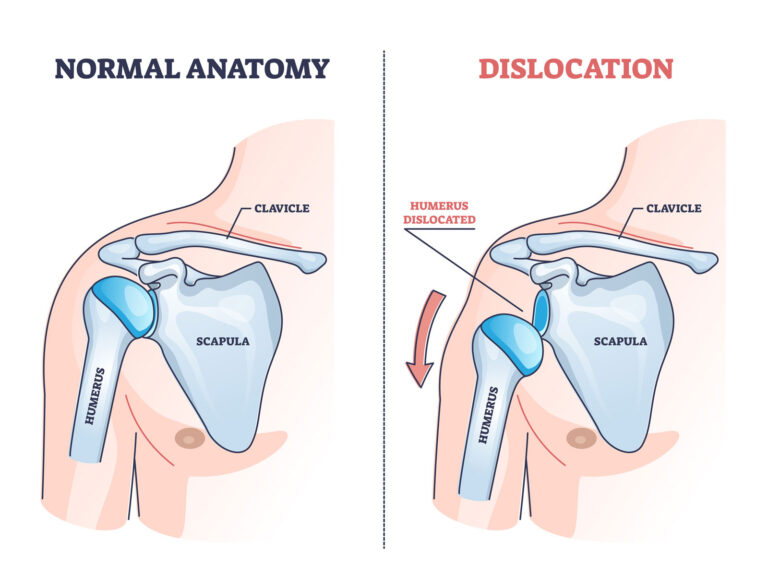 NORMAL ANATOMY
CLAVICLE
SCAPULA
HUMERUS
DISLOCATION
HUMERUS
DISLOCATED
CLAVICLE
SCAPULA
HUMERUS